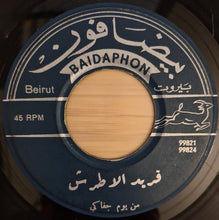 بيضافون
BAIDAPHON
Beirut بيروت
45 RPM
99821
99824
فريد الاطرش
من يوم جفاكي